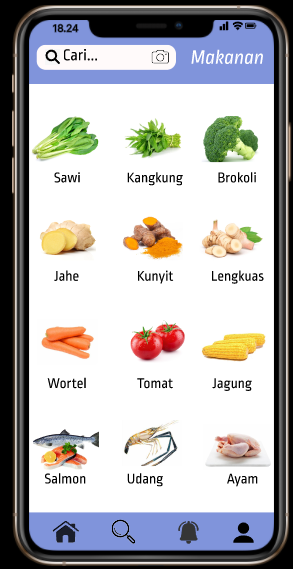 18.24
Cari... Makanan
Sawi Kangkung Brokoli
Jahe Kunyit Lengkuas
Wortel Tomat Jagung
Salmon Udang Ayam